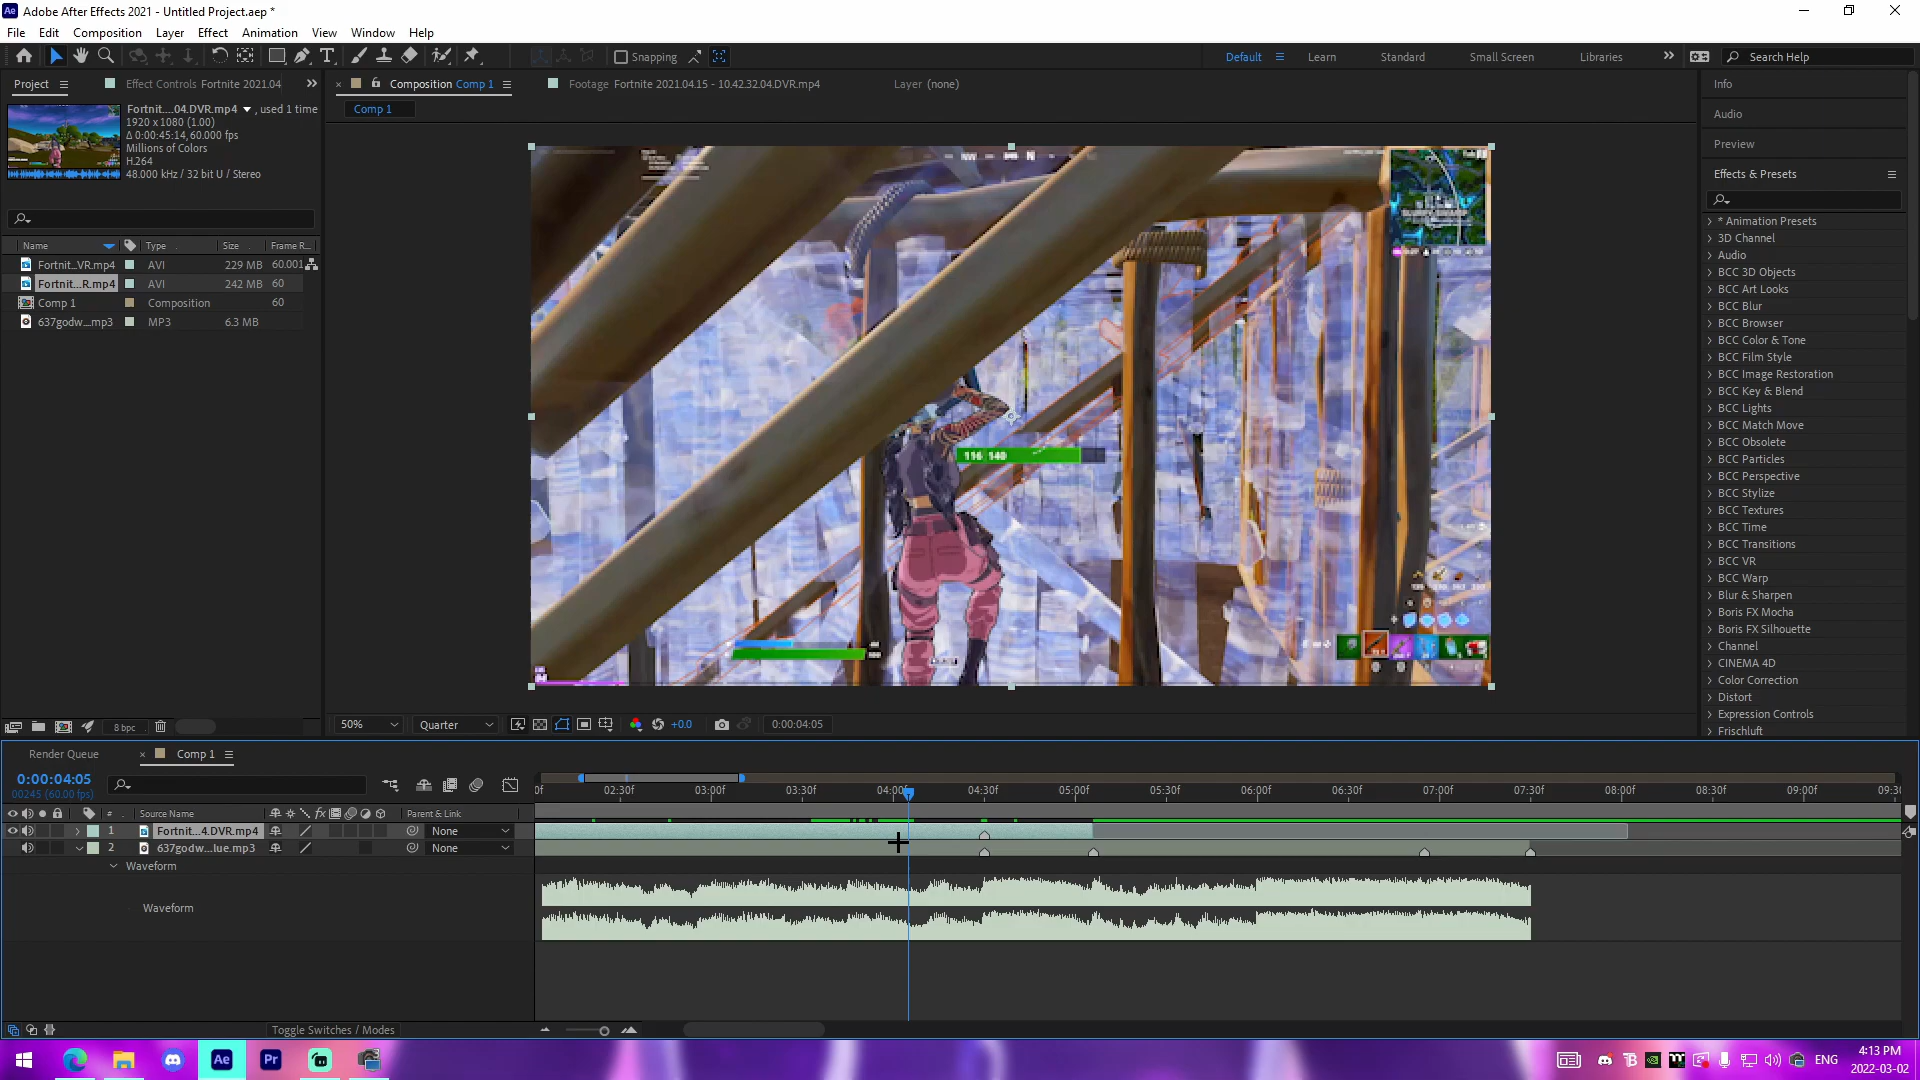 Adobe After Effects 2021 - Untitled Project.aep *
File Edit Composition Layer Effect Animation View Window Help
Snapping
Default Learn Standard Small Screen Libraries Search Help
Project Effect Controls Fortnite 2021.04
Composition Comp 1 Footage Fortnite 2021.04.15 - 10.42.32.04.DVR.mp4 Layer (none)
Comp 1
Fortnit....04.DVR.mp4 , used 1 time
1920 x 1080 (1.00)
Δ 0:00:45:14, 60.000 fps
Millions of Colors
H.264
48.000 kHz / 32 bit U / Stereo
Name Type Size Frame R...
Fortnit_VR.mp4 AVI 229 MB 60.001
Fortnit...R.mp4 AVI 242 MB 60
Comp 1 Composition 60
637godw...mp3 MP3 6.3 MB
8 bpc
NW N
116 140
50% Quarter +0.0 0:00:04:05
Info
Audio
Preview
Effects & Presets
* Animation Presets
3D Channel
Audio
BCC 3D Objects
BCC Art Looks
BCC Blur
BCC Browser
BCC Color & Tone
BCC Film Style
BCC Image Restoration
BCC Key & Blend
BCC Lights
BCC Match Move
BCC Obsolete
BCC Particles
BCC Perspective
BCC Stylize
BCC Textures
BCC Time
BCC Transitions
BCC VR
BCC Warp
Blur & Sharpen
Boris FX Mocha
Boris FX Silhouette
Channel
CINEMA 4D
Color Correction
Distort
Expression Controls
Frischluft
Render Queue Comp 1
0:00:04:05
00245 (60.00 fps)
0f 02:30f 03:00f 03:30f 04:00f 04:30f 05:00f 05:30f 06:00f 06:30f 07:00f 07:30f 08:00f 08:30f 09:00f 09:30
# Source Name Parent & Link
1 Fortnit...4.DVR.mp4 None
2 637godw...lue.mp3 None
Waveform
Waveform
Toggle Switches / Modes
Ae Pr
ENG
4:13 PM
2022-03-02